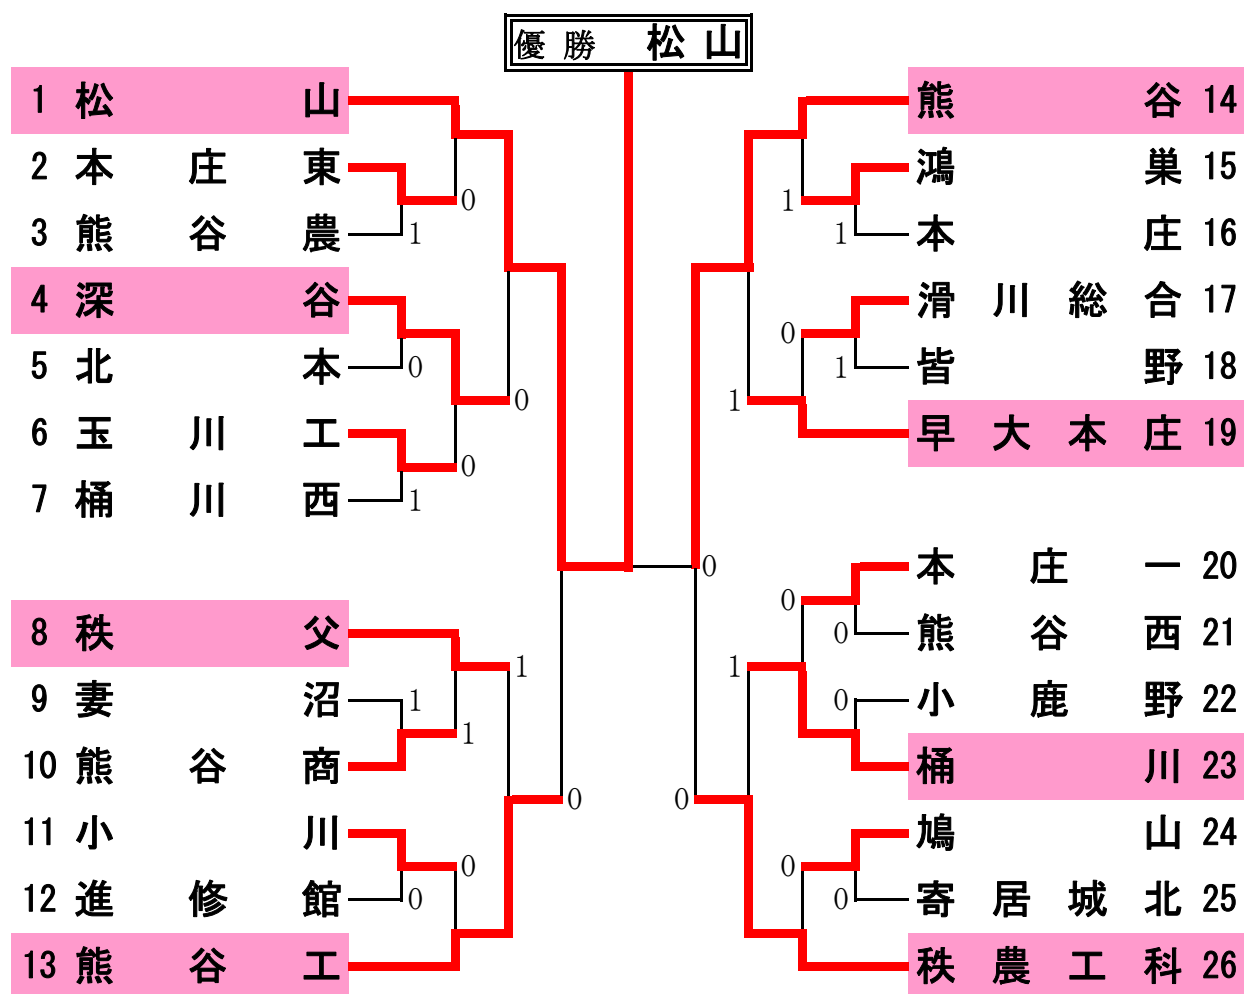 優勝 松山
1 松山
2 本庄東
0
3 熊谷農
1
4 深谷
5 北本
0
0
6 玉川工
0
7 桶川西
1
8 秩父
1
9 妻沼
1
1
10 熊谷商
0
11 小川
0
12 進修館
0
13 熊谷工
熊谷 14
鴻巣 15
1
本庄 16
1
滑川総合 17
0
皆野 18
1
1
早大本庄 19
本庄一 20
0
0
熊谷西 21
0
1
小鹿野 22
0
桶川 23
0
鳩山 24
0
寄居城北 25
0
秩農工科 26